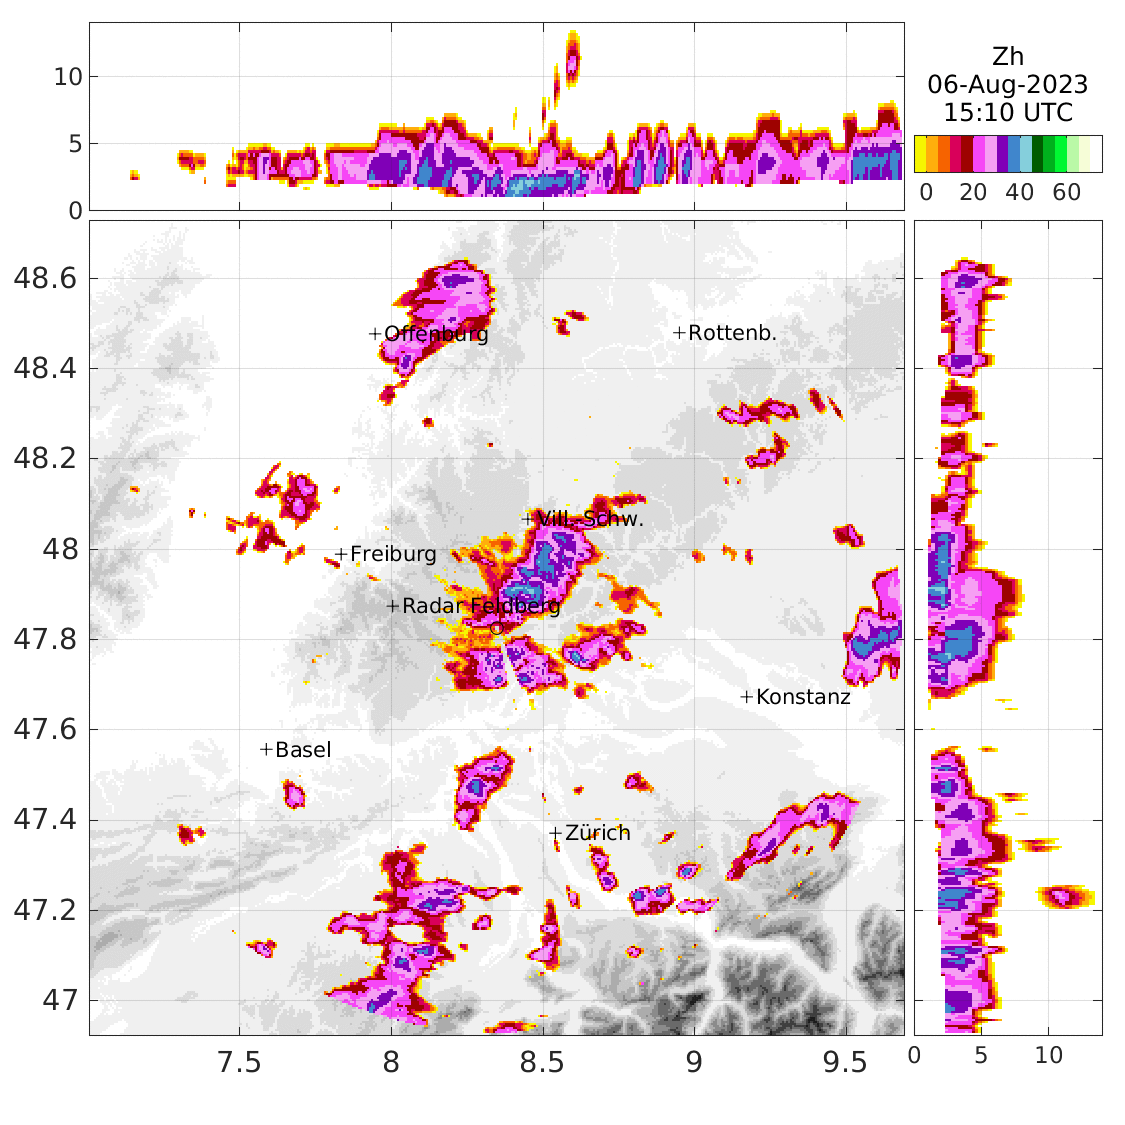 10
5
0
Zh
06-Aug-2023
15:10 UTC
0 20 40 60
48.6
48.4
48.2
48
47.8
47.6
47.4
47.2
47
+Offenburg
+Rottenb.
+Vill.-Schw.
+Freiburg
+Radar Feldberg
+Konstanz
+Basel
+Zürich
7.5 8 8.5 9 9.5
0 5 10